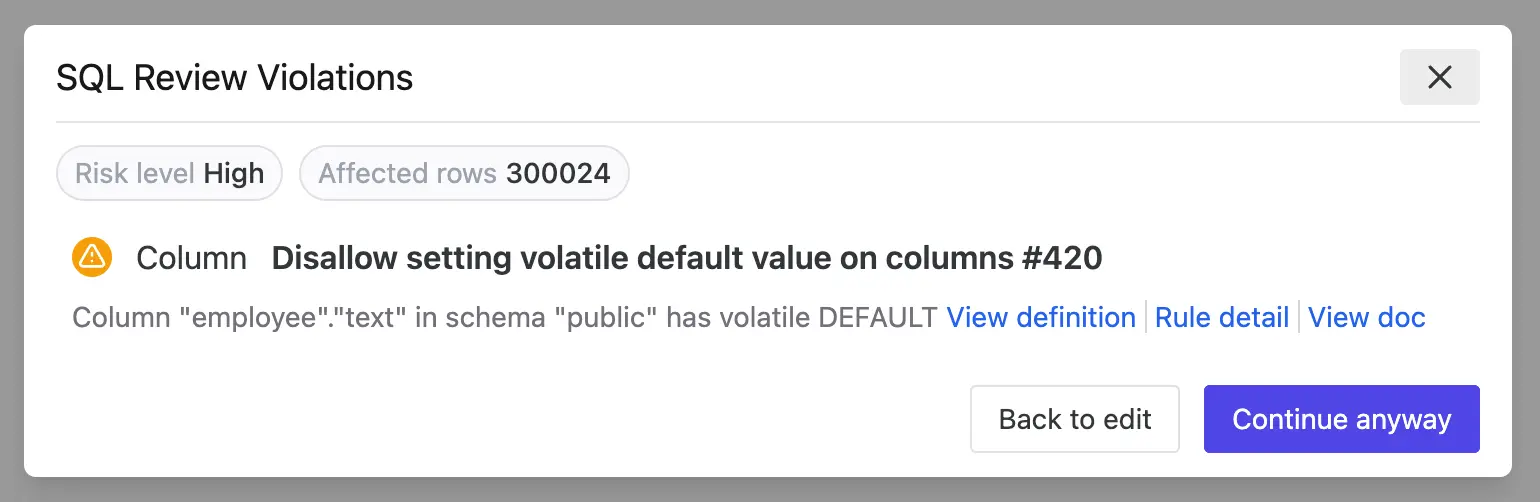 SQL Review Violations
Risk level High Affected rows 300024
Column Disallow setting volatile default value on columns #420
Column "employee"."text" in schema "public" has volatile DEFAULT View definition Rule detail View doc
Back to edit Continue anyway